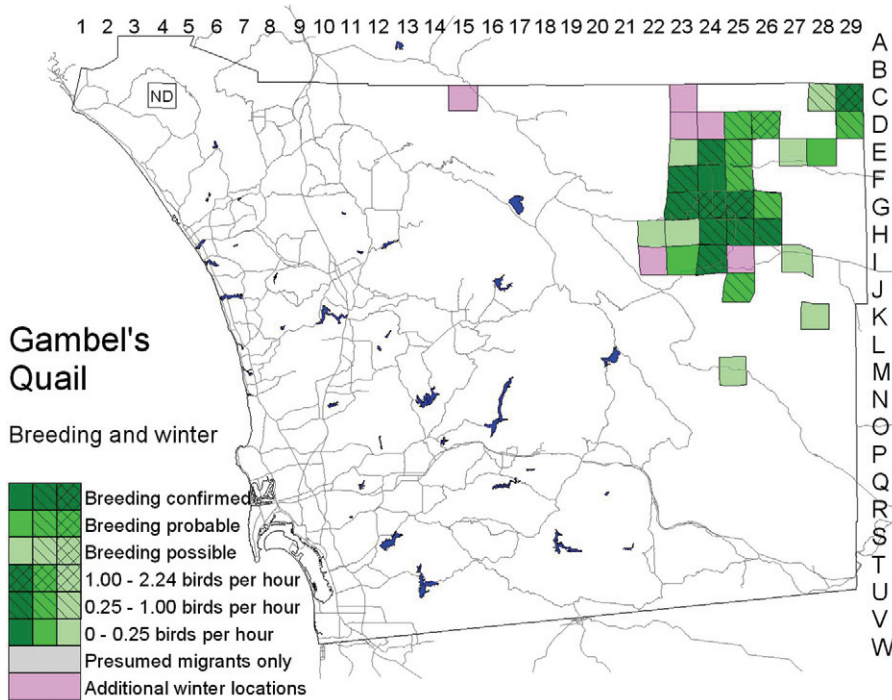 1 2 3 4 5 6 7 8 9 10 11 12 13 14 15 16 17 18 19 20 21 22 23 24 25 26 27 28 29
A
B
C
D
E
F
G
H
I
J
K
L
M
N
O
P
Q
R
S
T
U
V
W
ND
Gambel's
Quail
Breeding and winter
Breeding confirmed
Breeding probable
Breeding possible
1.00 - 2.24 birds per hour
0.25 - 1.00 birds per hour
0 - 0.25 birds per hour
Presumed migrants only
Additional winter locations